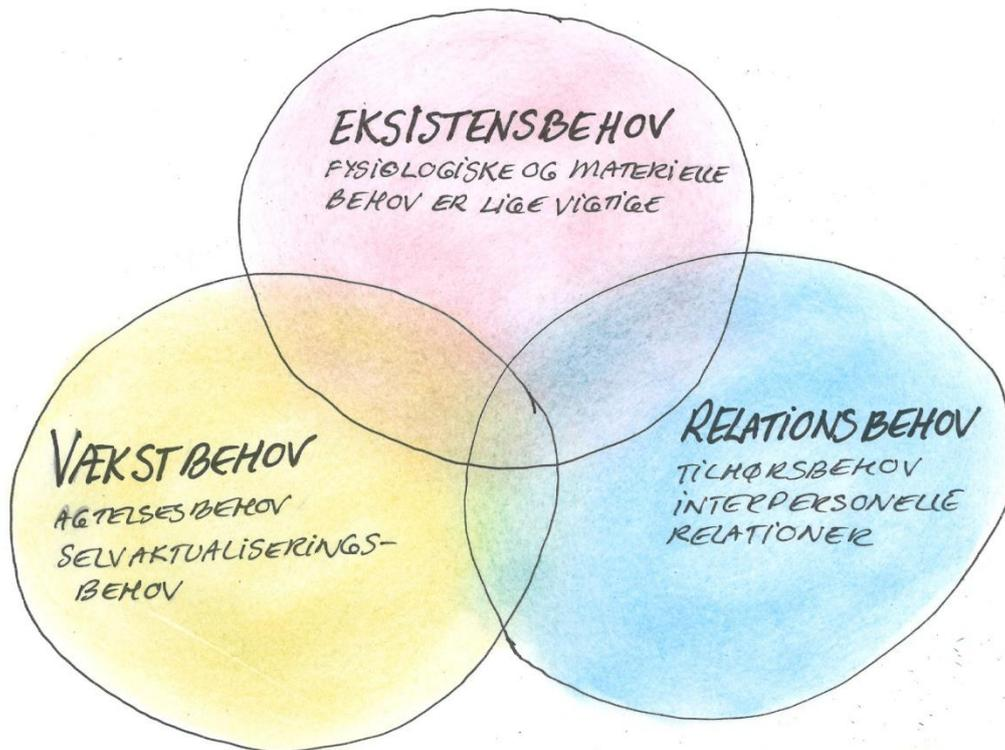 EKSISTENSBEHOV
FYSIOLOGISKE OG MATERIELLE
BEHOV ER LIGE VIGTIGE
VÆKSTBEHOV
AGTELSESBEHOV
SELVAKTUALISERINGS-
BEHOV
RELATIONSBEHOV
TILHØRSBEHOV
INTERPERSONELLE
RELATIONER